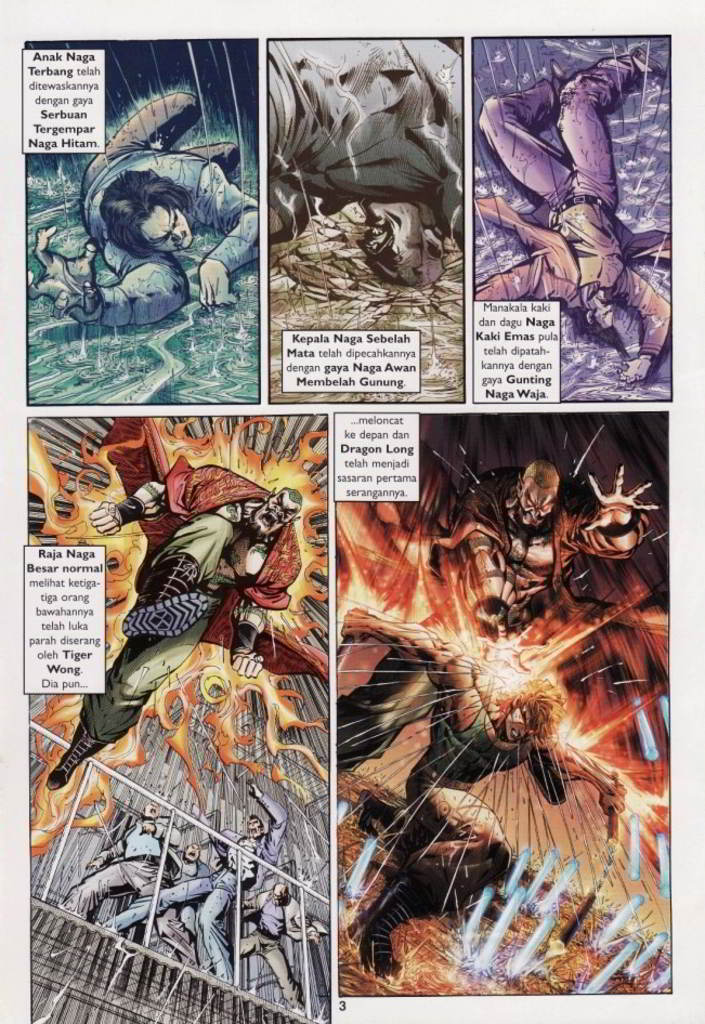 Anak Naga
Terbang telah
ditewaskannya
dengan gaya
Serbuan
Tergempar
Naga Hitam.
Kepala Naga Sebelah
Mata telah dipecahkannya
dengan gaya Naga Awan
Membelah Gunung.
Manakala kaki
dan dagu Naga
Kaki Emas pula
telah dipatah-
kannya dengan
gaya Gunting
Naga Waja.
Raja Naga
Besar normal
melihat ketiga-
tiga orang
bawahannya
telah luka
parah diserang
oleh Tiger
Wong.
Dia pun...
...meloncat
ke depan dan
Dragon Long
telah menjadi
sasaran pertama
serangannya.
3